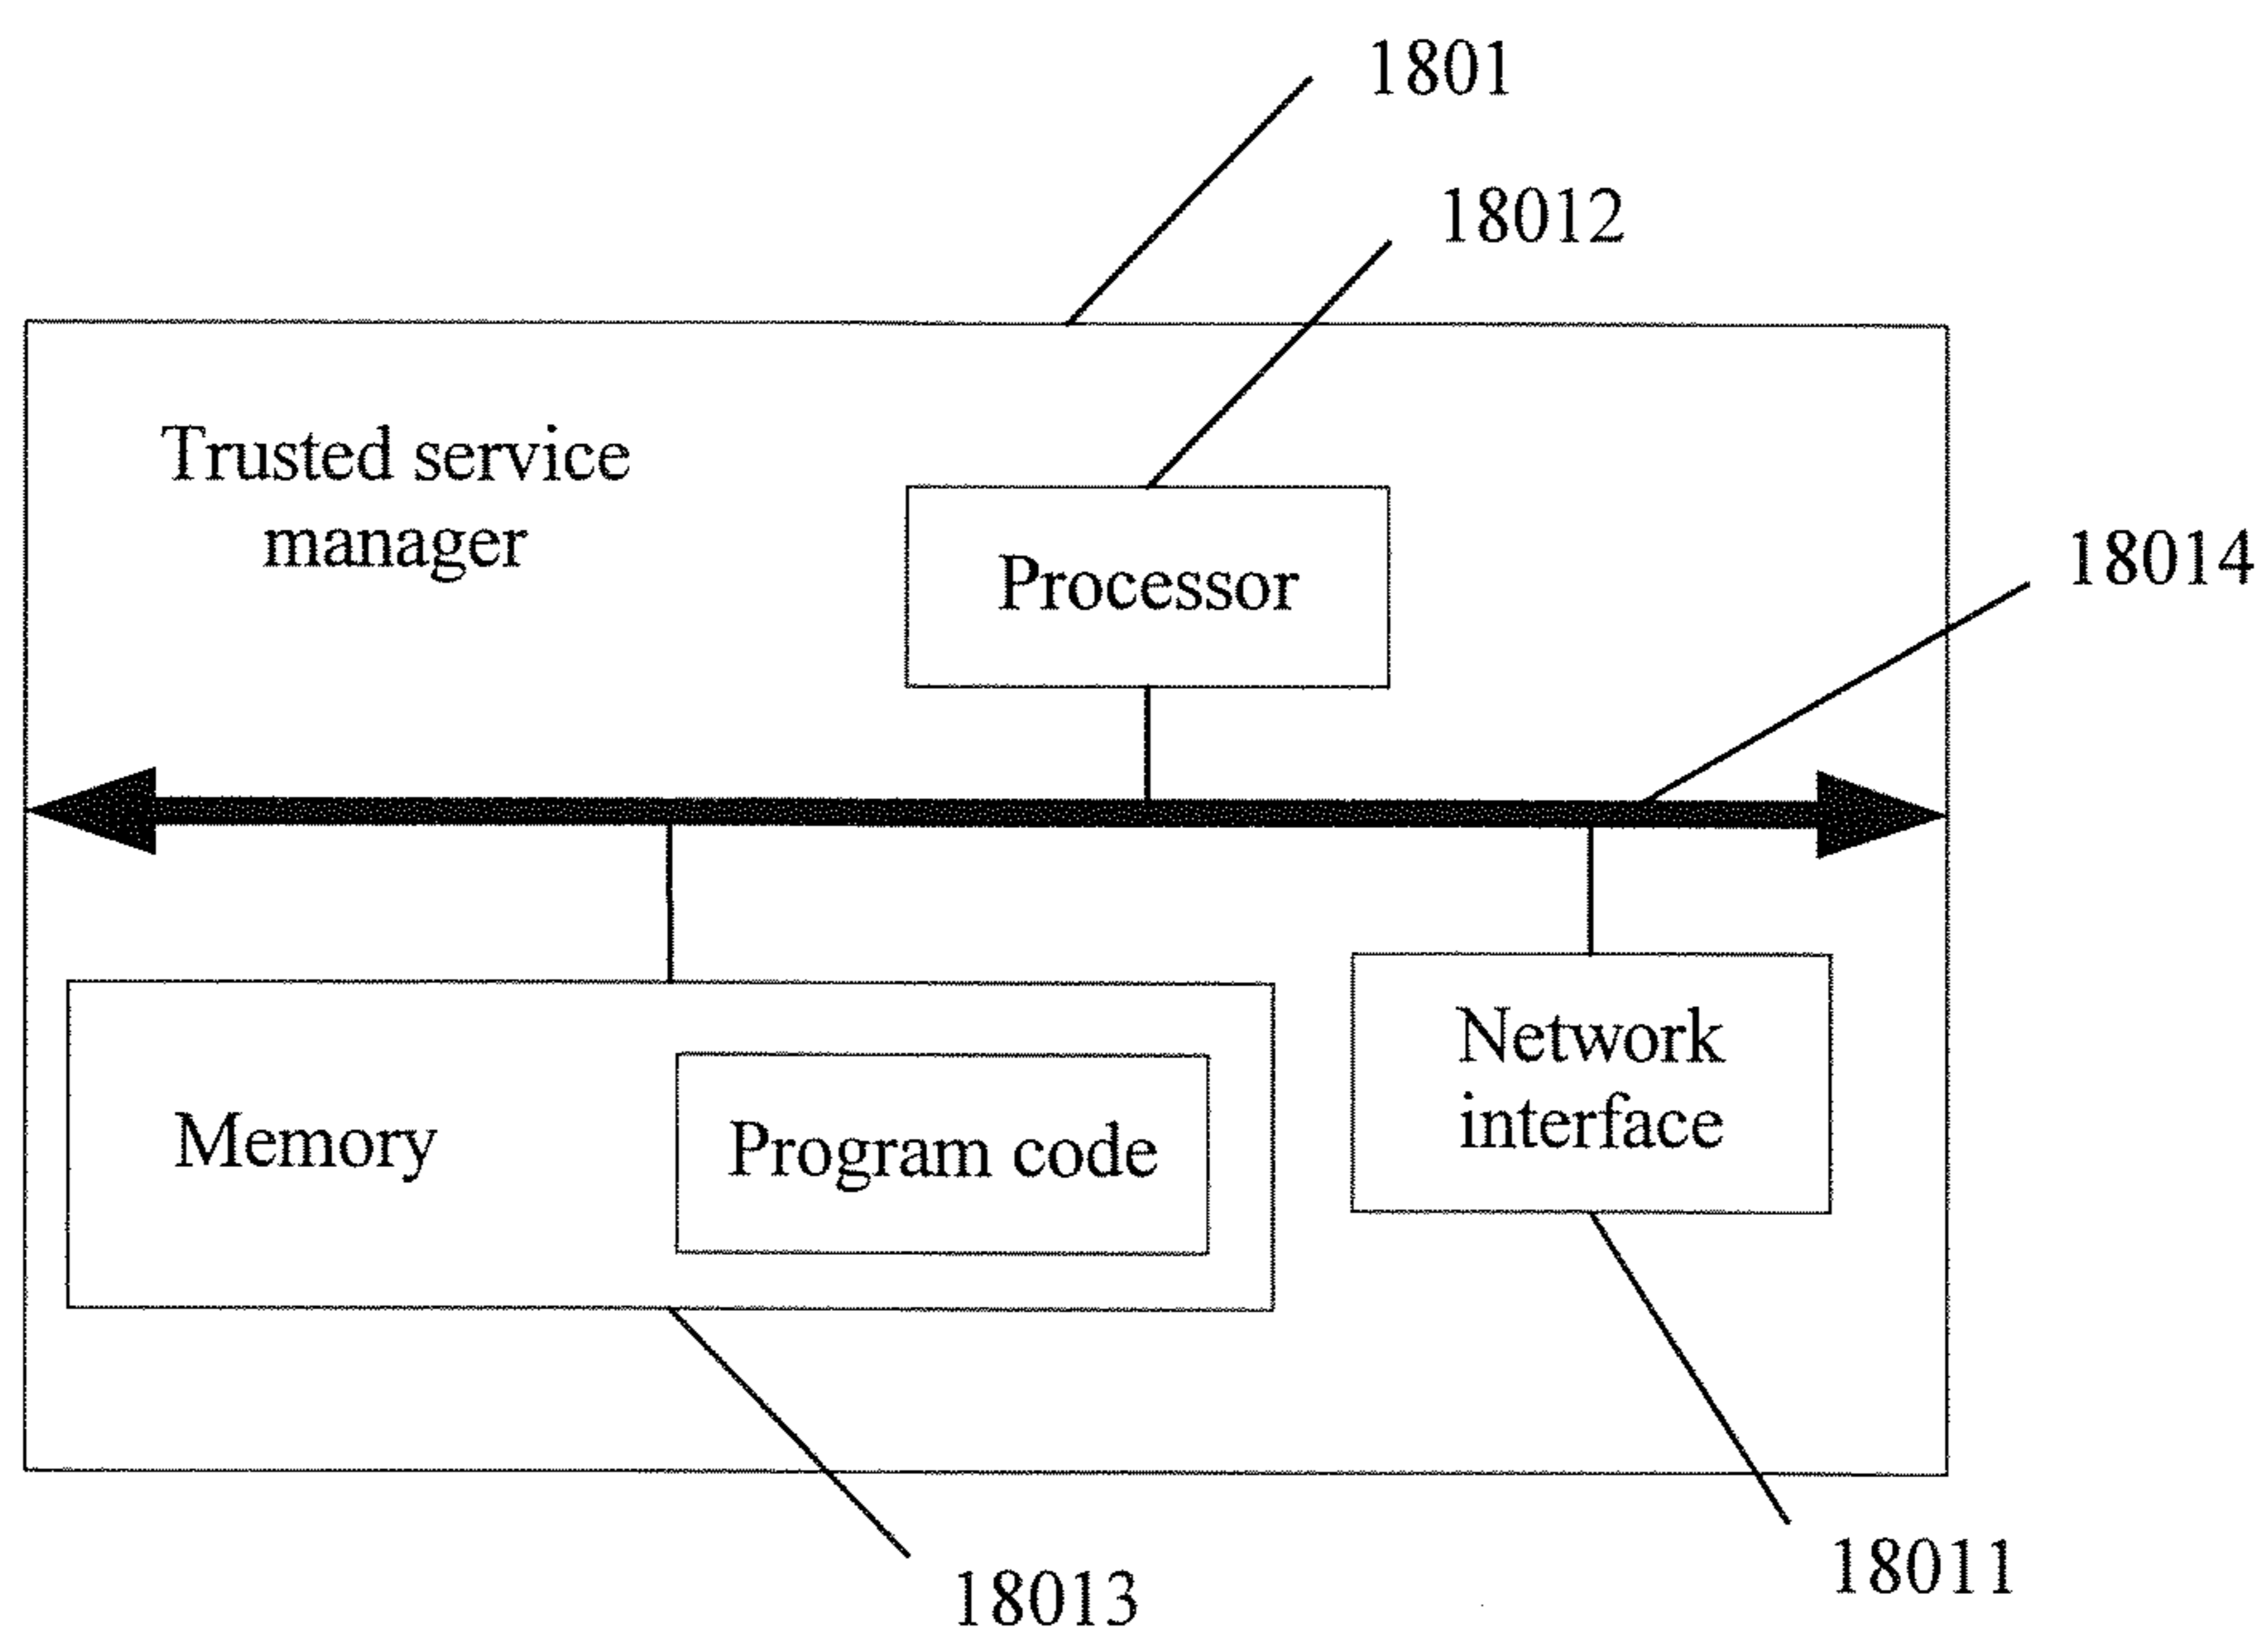 1801
18012
Trusted service
manager
18014
Processor
Network
interface
Memory
Program code
18011
18013